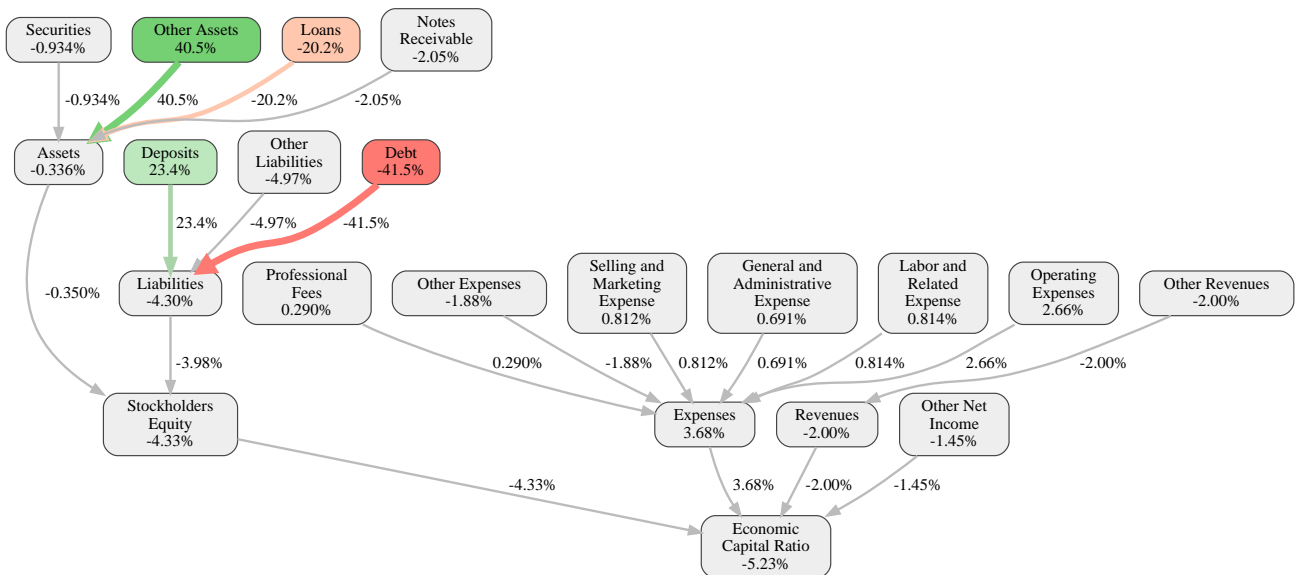 Securities
-0.934%
Other Assets
40.5%
Loans
-20.2%
Notes
Receivable
-2.05%
-0.934%
40.5%
-20.2%
-2.05%
Assets
-0.336%
Deposits
23.4%
Other
Liabilities
-4.97%
Debt
-41.5%
23.4%
-4.97%
-41.5%
-0.350%
Liabilities
-4.30%
Professional
Fees
0.290%
Other Expenses
-1.88%
Selling and
Marketing
Expense
0.812%
General and
Administrative
Expense
0.691%
Labor and
Related
Expense
0.814%
Operating
Expenses
2.66%
Other Revenues
-2.00%
-3.98%
0.290%
-1.88%
0.812%
0.691%
0.814%
2.66%
-2.00%
Stockholders
Equity
-4.33%
Expenses
3.68%
Revenues
-2.00%
Other Net
Income
-1.45%
-4.33%
3.68%
-2.00%
-1.45%
Economic
Capital Ratio
-5.23%